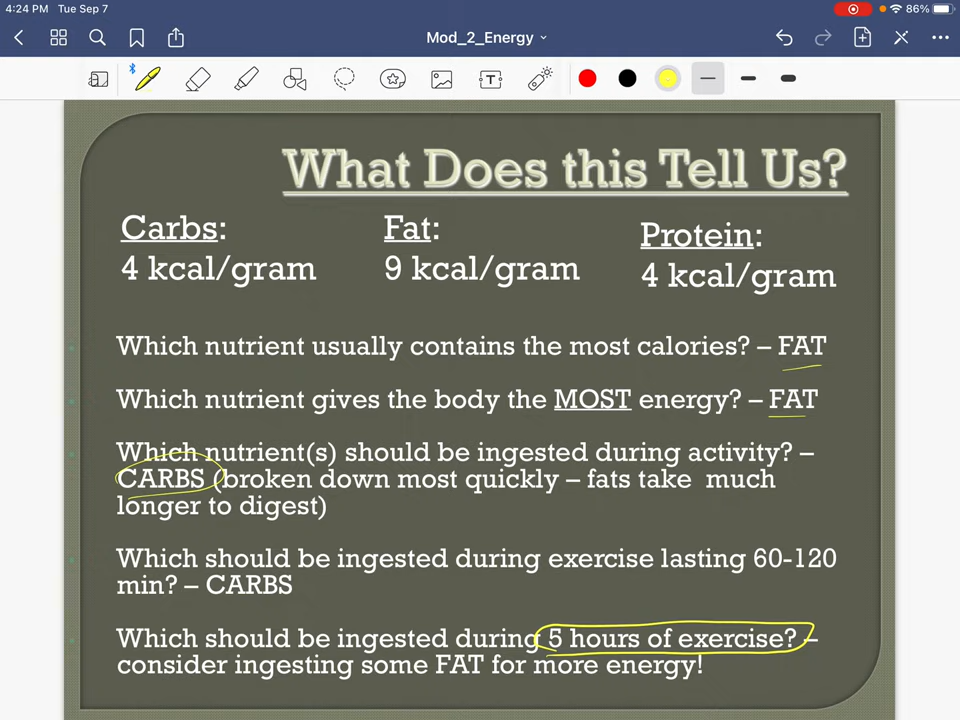 4:24 PM Tue Sep 7
86%
Mod_2_Energy
T
What Does this Tell Us?
Carbs: Fat: Protein:
4 kcal/gram 9 kcal/gram 4 kcal/gram
Which nutrient usually contains the most calories? – FAT
Which nutrient gives the body the MOST energy? – FAT
Which nutrient(s) should be ingested during activity? –
CARBS (broken down most quickly – fats take much
longer to digest)
Which should be ingested during exercise lasting 60-120
min? – CARBS
Which should be ingested during 5 hours of exercise? –
consider ingesting some FAT for more energy!